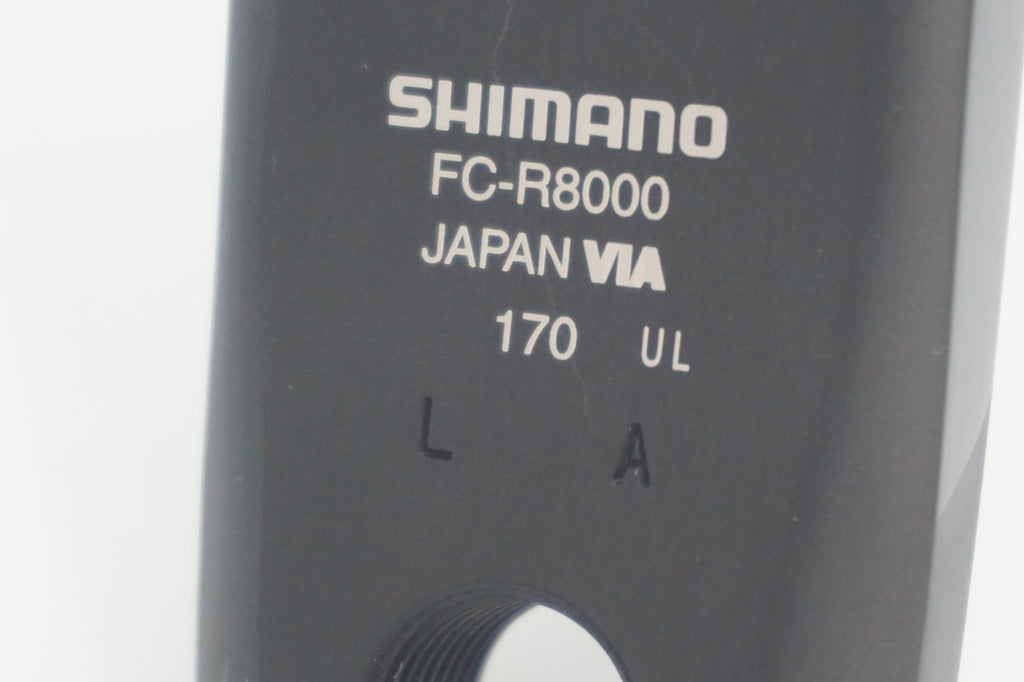 SHIMANO
FC-R8000
JAPAN VIA
170 UL
L A